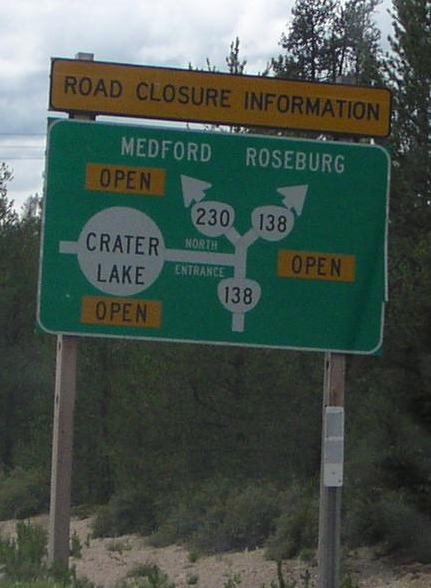 ROAD CLOSURE INFORMATION
MEDFORD ROSEBURG
OPEN
230 138
CRATER
LAKE
NORTH
ENTRANCE
OPEN
138
OPEN